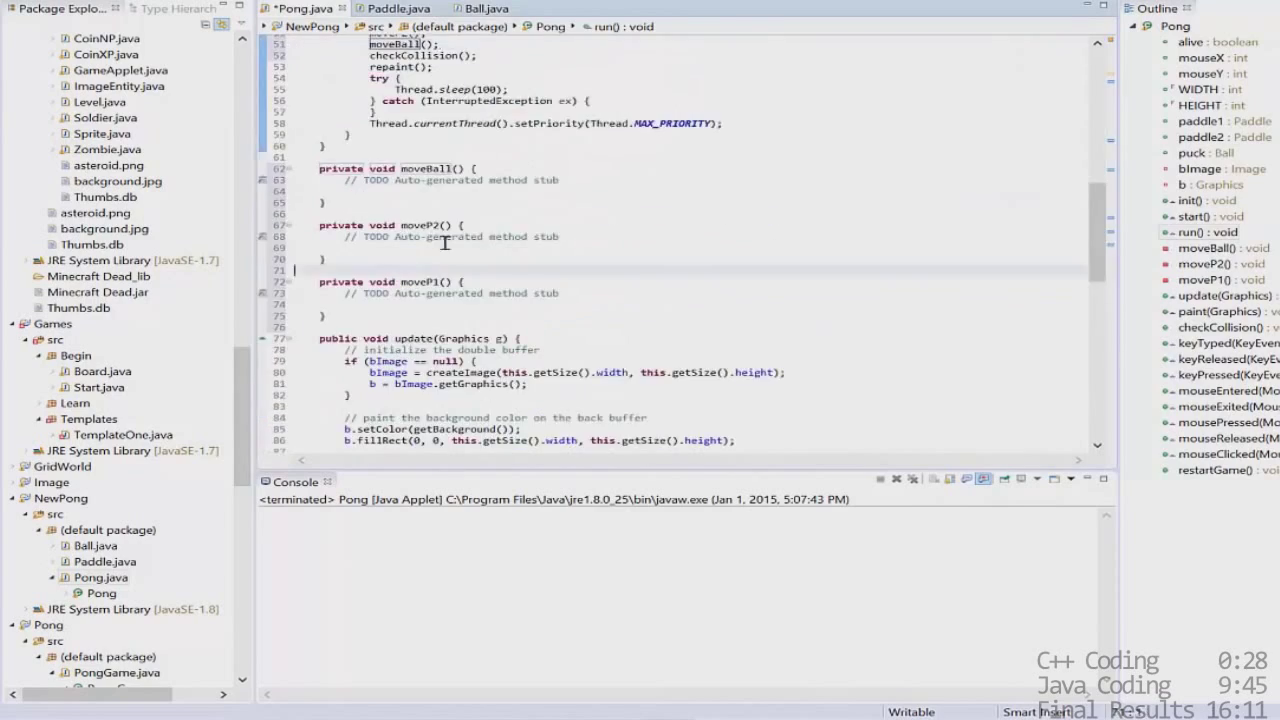 Package Explo...
Type Hierarch
*Pong.java
Paddle.java
Ball.java
Outline
CoinNP.java
CoinXP.java
GameApplet.java
ImageEntity.java
Level.java
Soldier.java
Sprite.java
Zombie.java
asteroid.png
background.jpg
Thumbs.db
asteroid.png
background.jpg
Thumbs.db
JRE System Library [JavaSE-1.7]
Minecraft Dead_lib
Minecraft Dead.jar
Thumbs.db
Games
src
Begin
Board.java
Start.java
Learn
Templates
TemplateOne.java
JRE System Library [JavaSE-1.7]
GridWorld
Image
NewPong
src
(default package)
Ball.java
Paddle.java
Pong.java
Pong
JRE System Library [JavaSE-1.8]
Pong
src
(default package)
PongGame.java
NewPong src (default package) Pong run() : void
51 moveBall();
52 checkCollision();
53 repaint();
54 try {
55 Thread.sleep(100);
56 } catch (InterruptedException ex) {
57 }
58 Thread.currentThread().setPriority(Thread.MAX_PRIORITY);
59 }
60 }
61
62 private void moveBall() {
63 // TODO Auto-generated method stub
64
65 }
66
67 private void moveP2() {
68 // TODO Auto-generated method stub
69
70 }
71
72 private void moveP1() {
73 // TODO Auto-generated method stub
74
75 }
76
77 public void update(Graphics g) {
78 // initialize the double buffer
79 if (bImage == null) {
80 bImage = createImage(this.getSize().width, this.getSize().height);
81 b = bImage.getGraphics();
82 }
83
84 // paint the background color on the back buffer
85 b.setColor(getBackground());
86 b.fillRect(0, 0, this.getSize().width, this.getSize().height);
Console
<terminated> Pong [Java Applet] C:\Program Files\Java\jre1.8.0_25\bin\javaw.exe (Jan 1, 2015, 5:07:43 PM)
Pong
alive : boolean
mouseX : int
mouseY : int
WIDTH : int
HEIGHT : int
paddle1 : Paddle
paddle2 : Paddle
puck : Ball
bImage : Image
b : Graphics
init() : void
start() : void
run() : void
moveBall() : void
moveP2() : void
moveP1() : void
update(Graphics) : void
paint(Graphics) : void
checkCollision() : void
keyTyped(KeyEven
keyReleased(KeyEv
keyPressed(KeyEve
mouseEntered(Mo
mouseExited(Mous
mousePressed(Mou
mouseReleased(Mo
mouseClicked(Mou
restartGame() : voi
C++ Coding 0:28
Java Coding 9:45
Final Results 16:11
Writable
Smart Insert